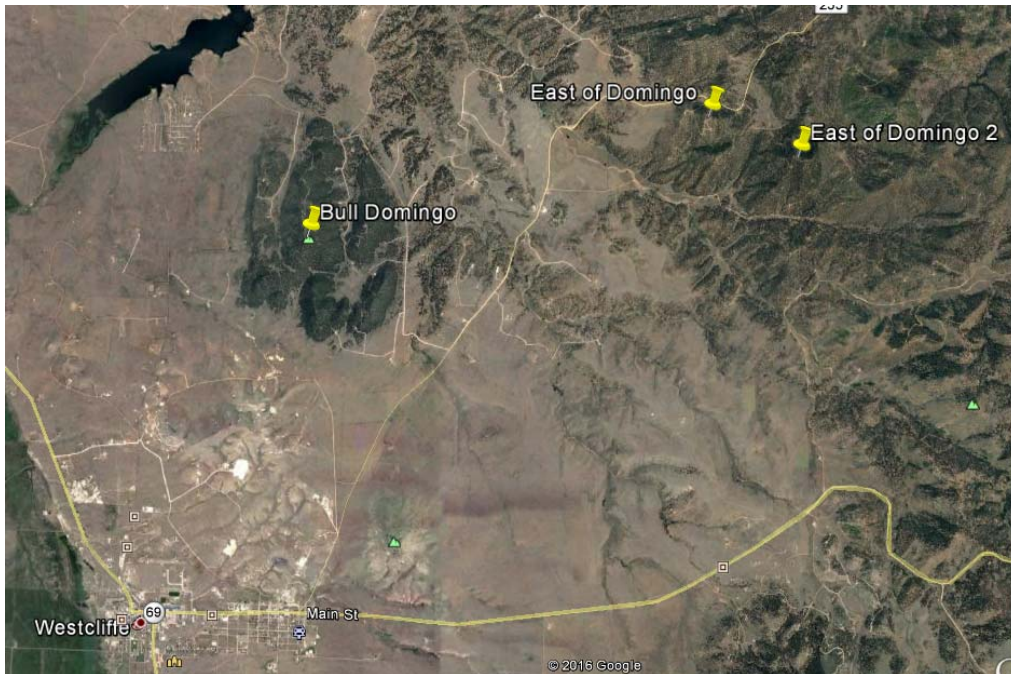 East of Domingo
East of Domingo 2
Bull Domingo
69
Main St
Westcliffe
© 2016 Google